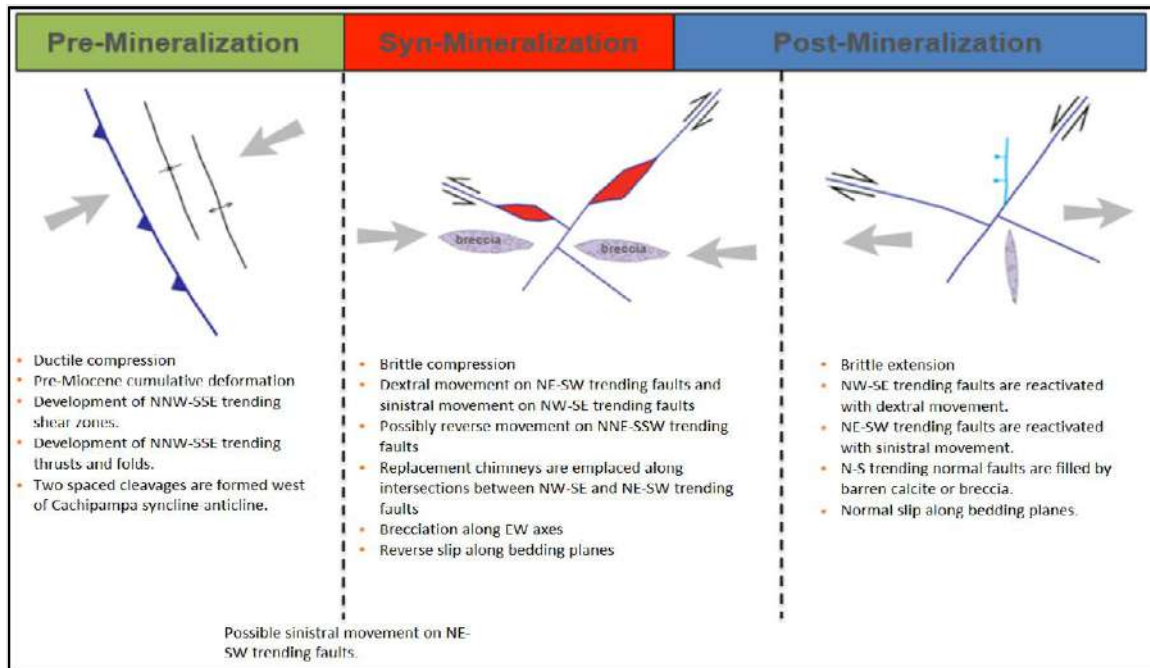 Pre-Mineralization
Syn-Mineralization
Post-Mineralization
breccia
breccia
• Ductile compression
• Pre-Miocene cumulative deformation
• Development of NNW-SSE trending
shear zones.
• Development of NNW-SSE trending
thrusts and folds.
• Two spaced cleavages are formed west
of Cachipampa syncline anticline.
• Brittle compression
• Dextral movement on NE-SW trending faults and
sinistral movement on NW-SE trending faults
• Possibly reverse movement on NNE-SSW trending
faults
• Replacement chimneys are emplaced along
intersections between NW-SE and NE-SW trending
faults
• Brecciation along EW axes
• Reverse slip along bedding planes
• Brittle extension
• NW-SE trending faults are reactivated
with dextral movement.
• NE-SW trending faults are reactivated
with sinistral movement.
• N-S trending normal faults are filled by
barren calcite or breccia.
• Normal slip along bedding planes.
Possible sinistral movement on NE-
SW trending faults.